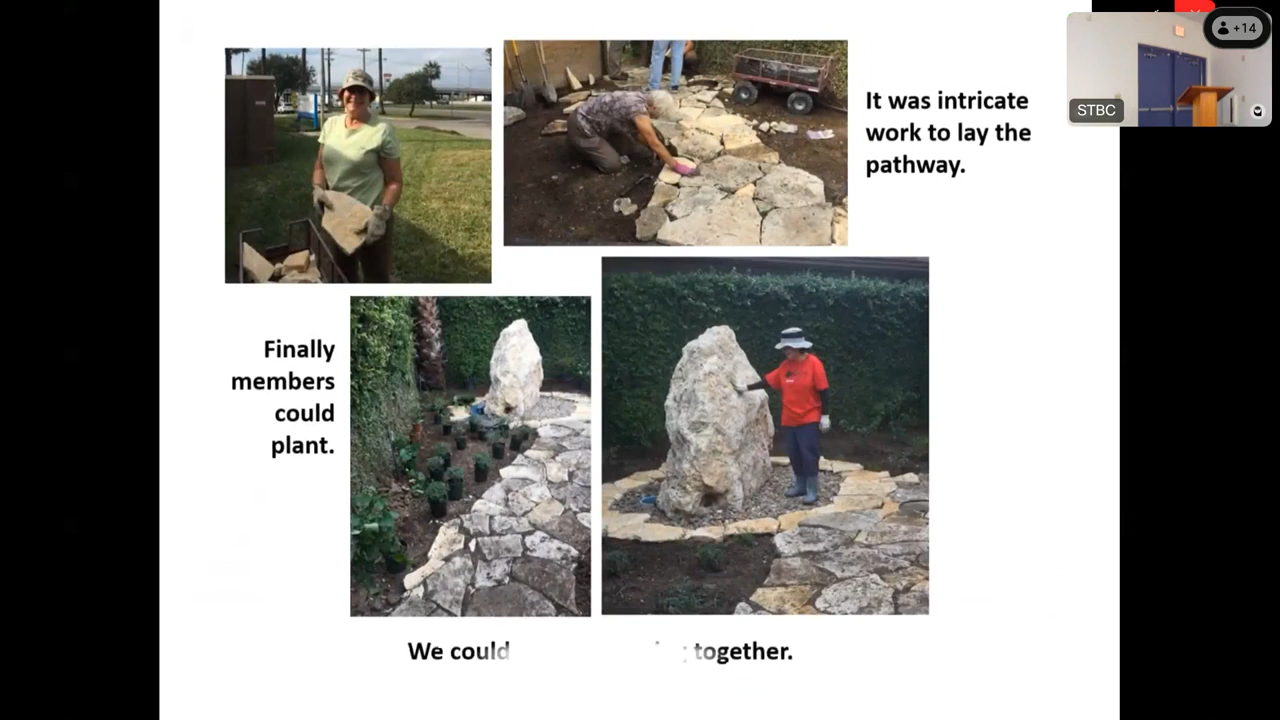 It was intricate
work to lay the
pathway.
+14
STBC
Finally
members
could
plant.
We could together.